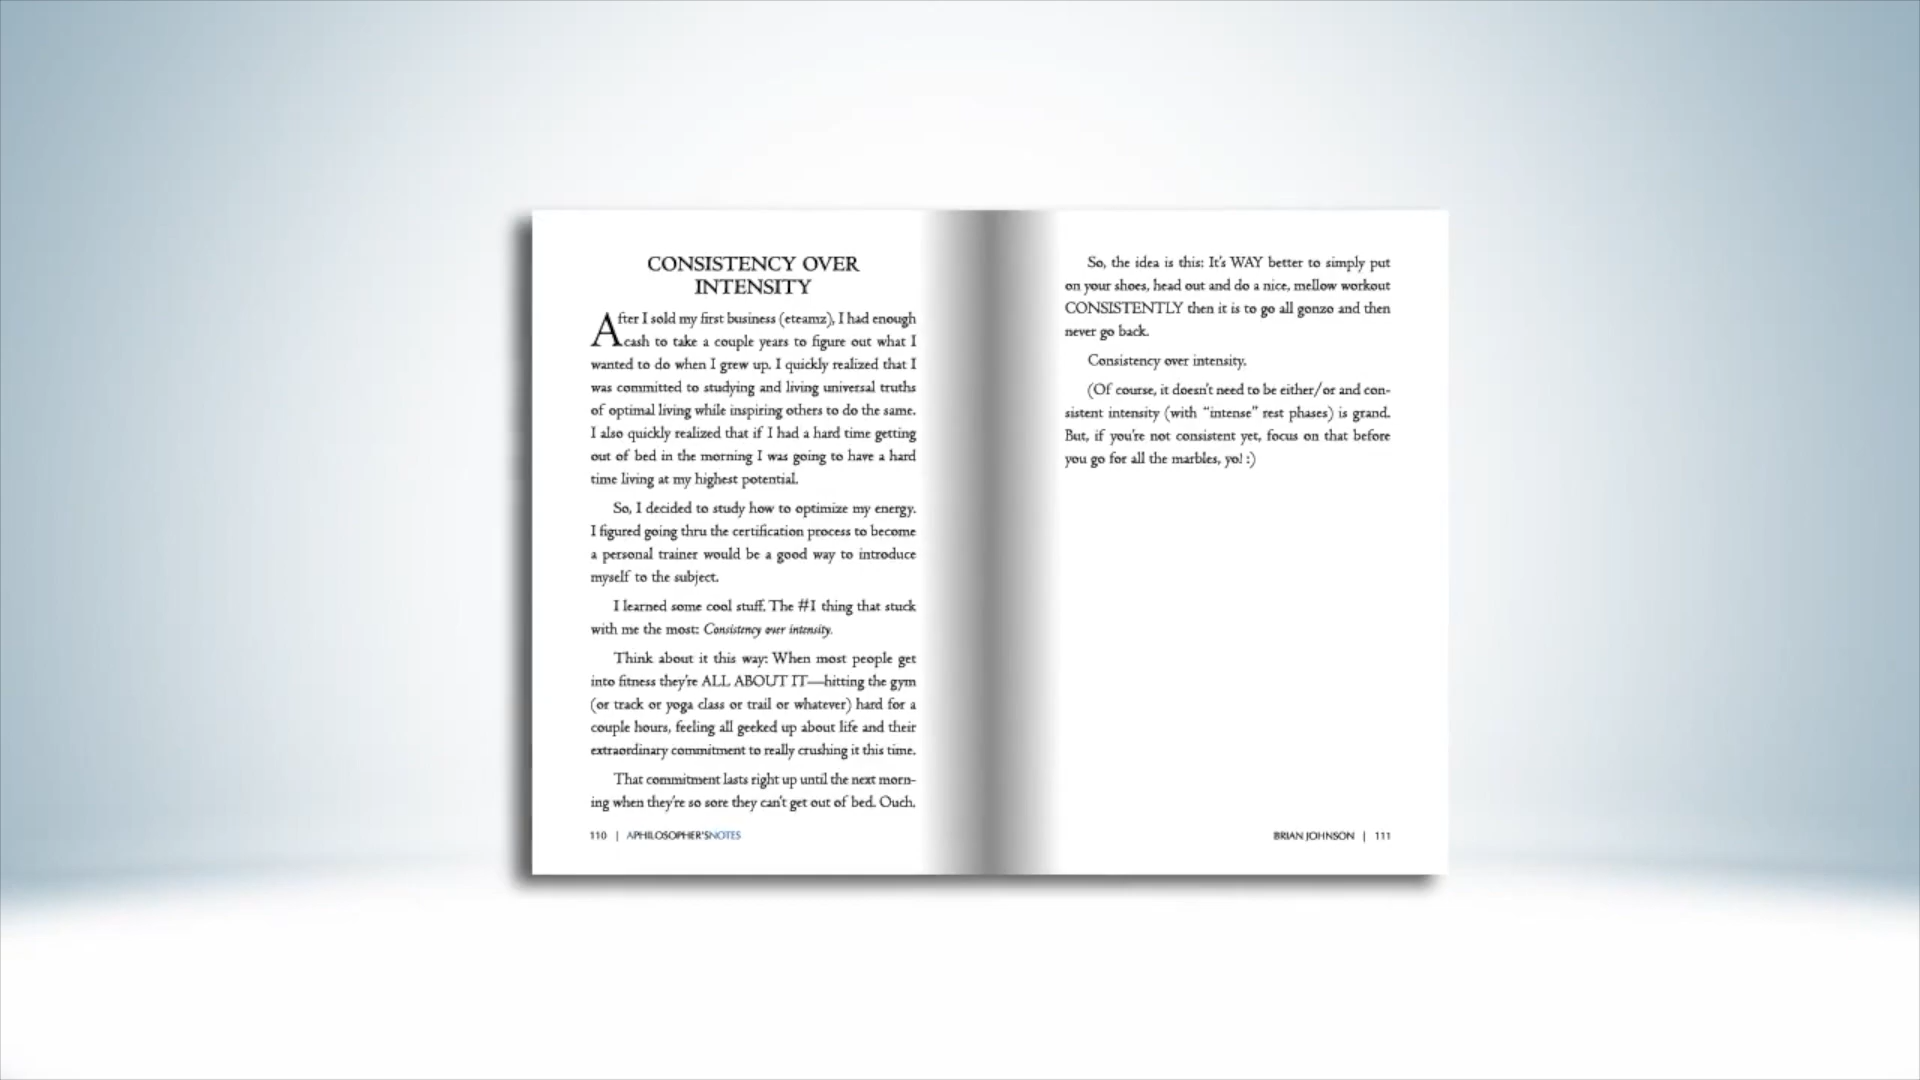 CONSISTENCY OVER
INTENSITY
After I sold my first business (eteamz), I had enough
cash to take a couple years to figure out what I
wanted to do when I grew up. I quickly realized that I
was committed to studying and living universal truths
of optimal living while inspiring others to do the same.
I also quickly realized that if I had a hard time getting
out of bed in the morning I was going to have a hard
time living at my highest potential.
So, I decided to study how to optimize my energy.
I figured going thru the certification process to become
a personal trainer would be a good way to introduce
myself to the subject.
I learned some cool stuff. The #1 thing that stuck
with me the most: Consistency over intensity.
Think about it this way: When most people get
into fitness they're ALL ABOUT IT—hitting the gym
(or track or yoga class or trail or whatever) hard for a
couple hours, feeling all geeked up about life and their
extraordinary commitment to really crushing it this time.
That commitment lasts right up until the next morn-
ing when they're so sore they can't get out of bed. Ouch.
110 | APHILOSOPHER'SNOTES
So, the idea is this: It's WAY better to simply put
on your shoes, head out and do a nice, mellow workout
CONSISTENTLY then it is to go all gonzo and then
never go back.
Consistency over intensity.
(Of course, it doesn't need to be either/or and con-
sistent intensity (with "intense" rest phases) is grand.
But, if you're not consistent yet, focus on that before
you go for all the marbles, yo! :)
BRIAN JOHNSON | 111